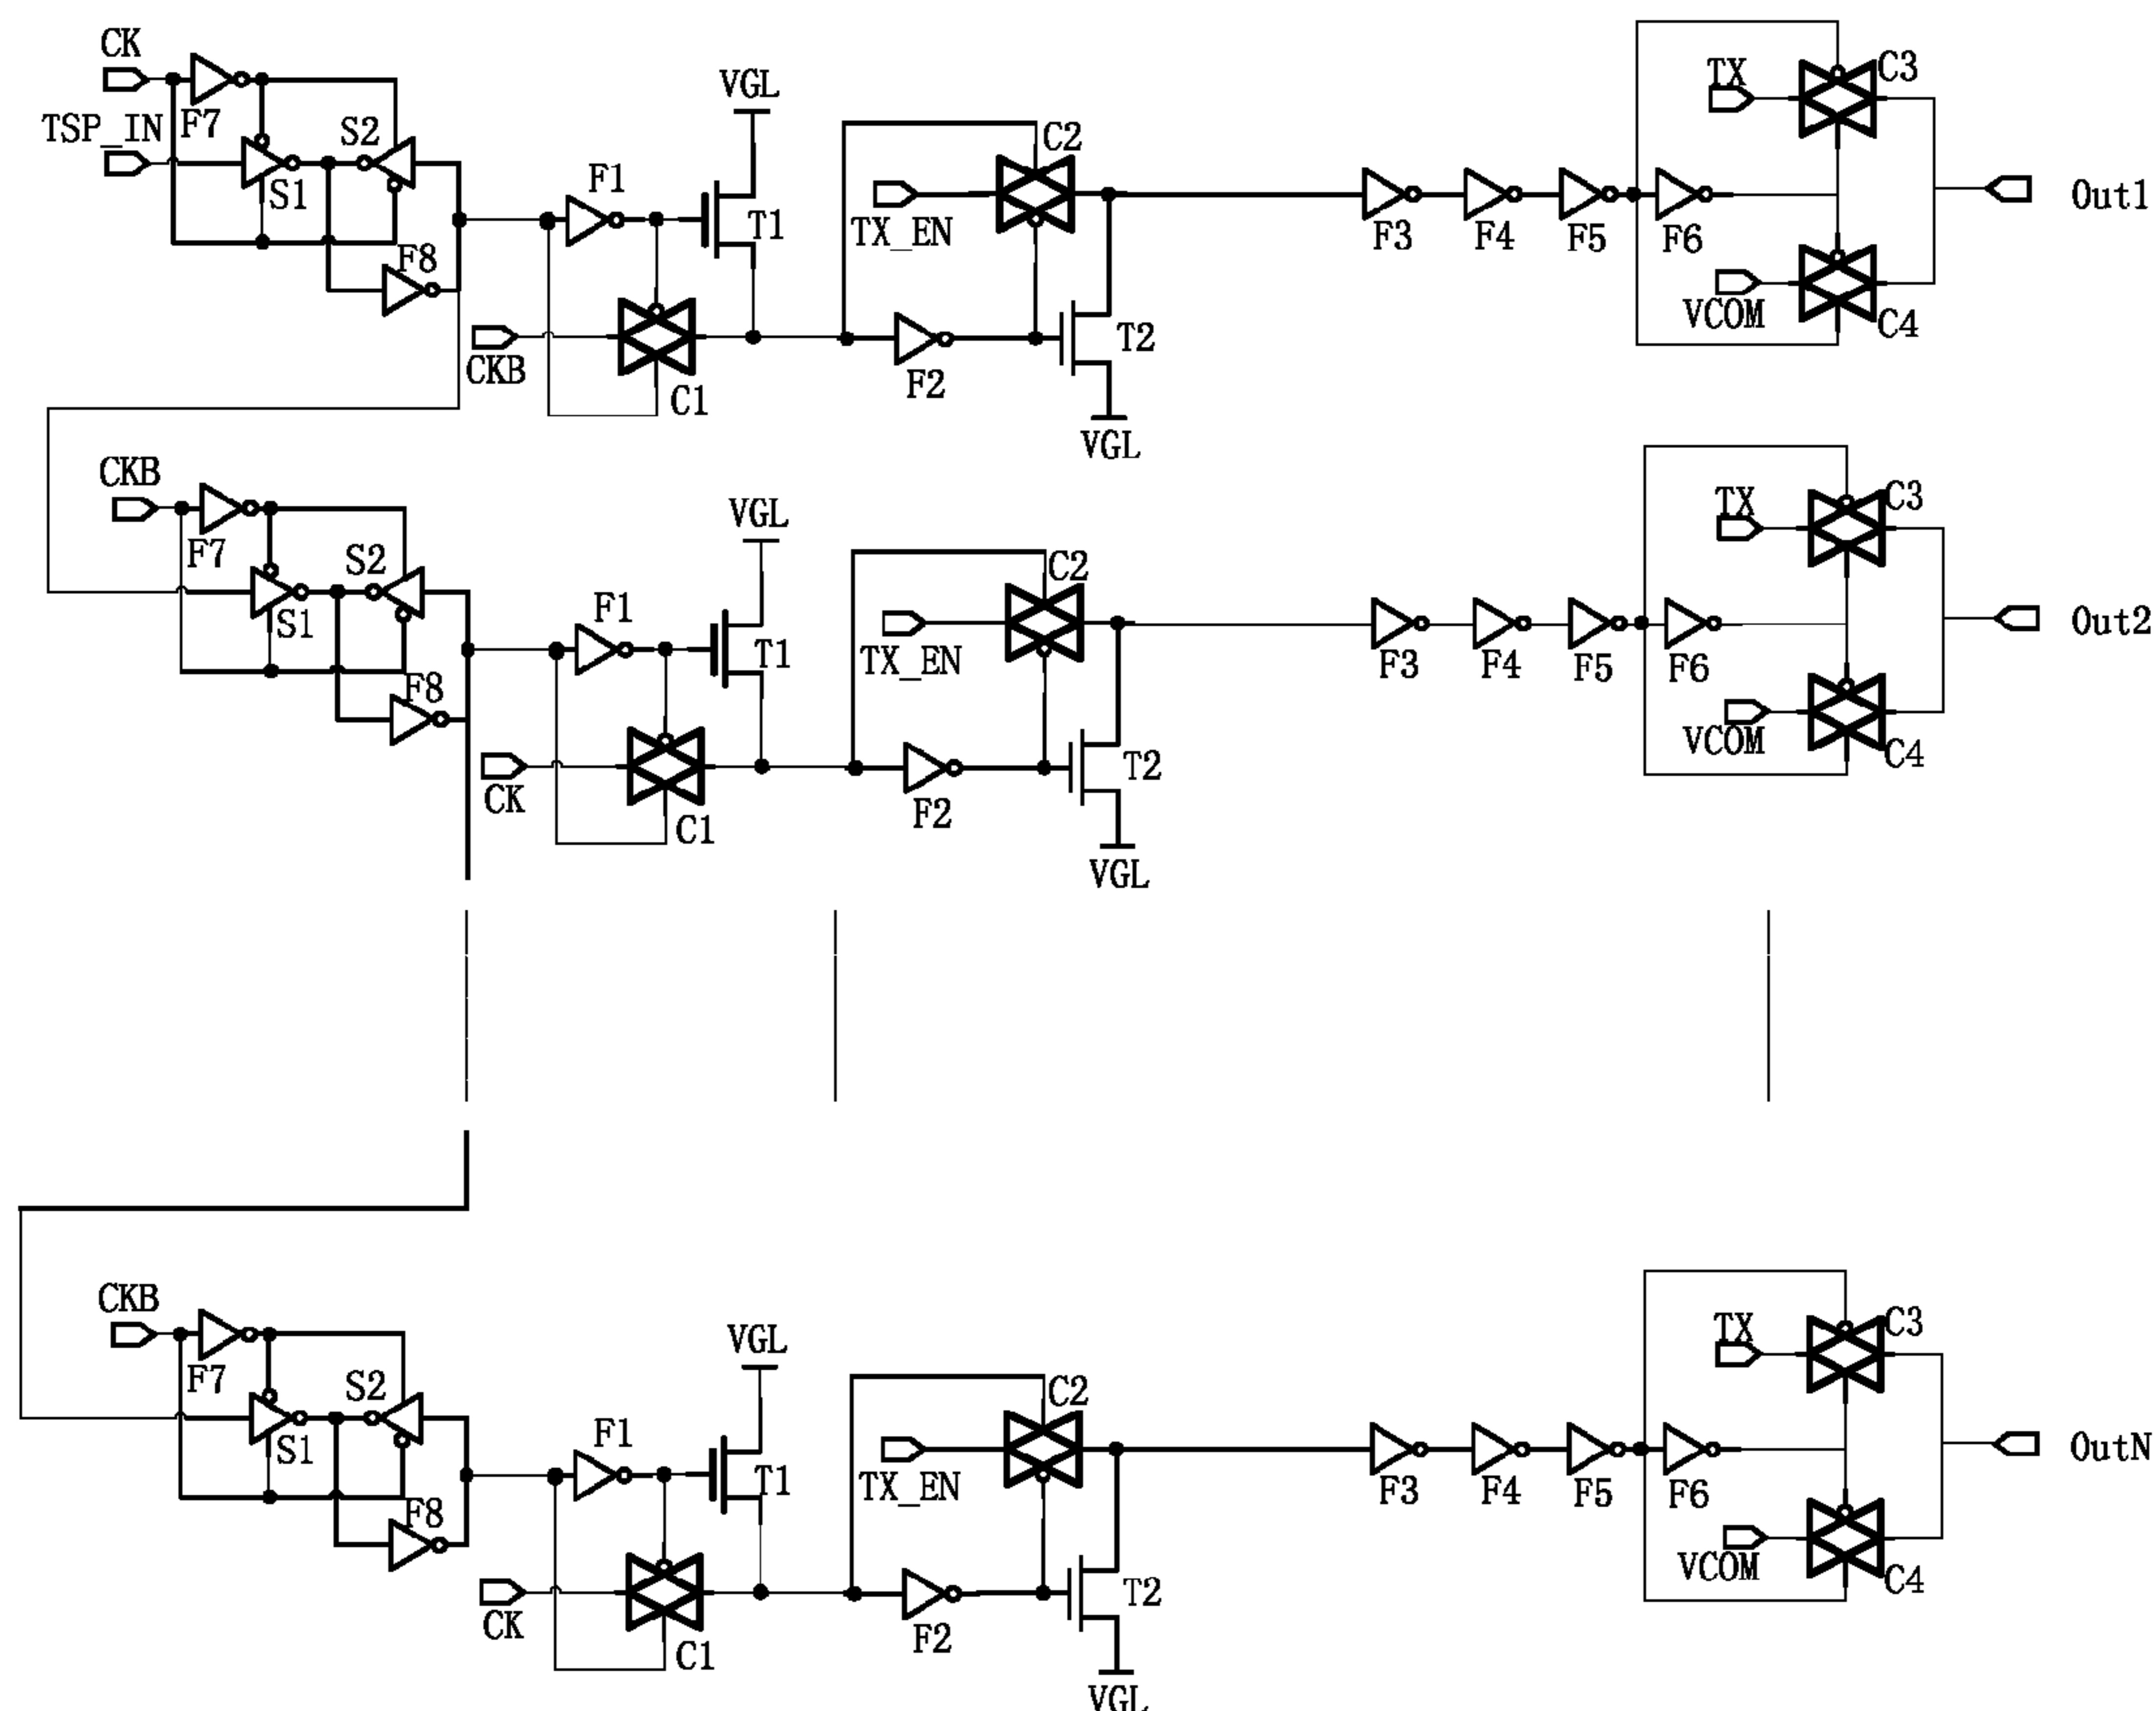 CK
F7
TSP_IN
S2
S1
F8
F1
VGL
T1
CKB
C1
C2
TX_EN
F2
T2
VGL
F3
F4
F5
F6
TX
C3
VCOM
C4
Out1
CKB
F7
S2
S1
F8
F1
VGL
T1
CK
C1
C2
TX_EN
F2
T2
VGL
F3
F4
F5
F6
TX
C3
VCOM
C4
Out2
CKB
F7
S2
S1
F8
F1
VGL
T1
CK
C1
C2
TX_EN
F2
T2
VGL
F3
F4
F5
F6
TX
C3
VCOM
C4
OutN